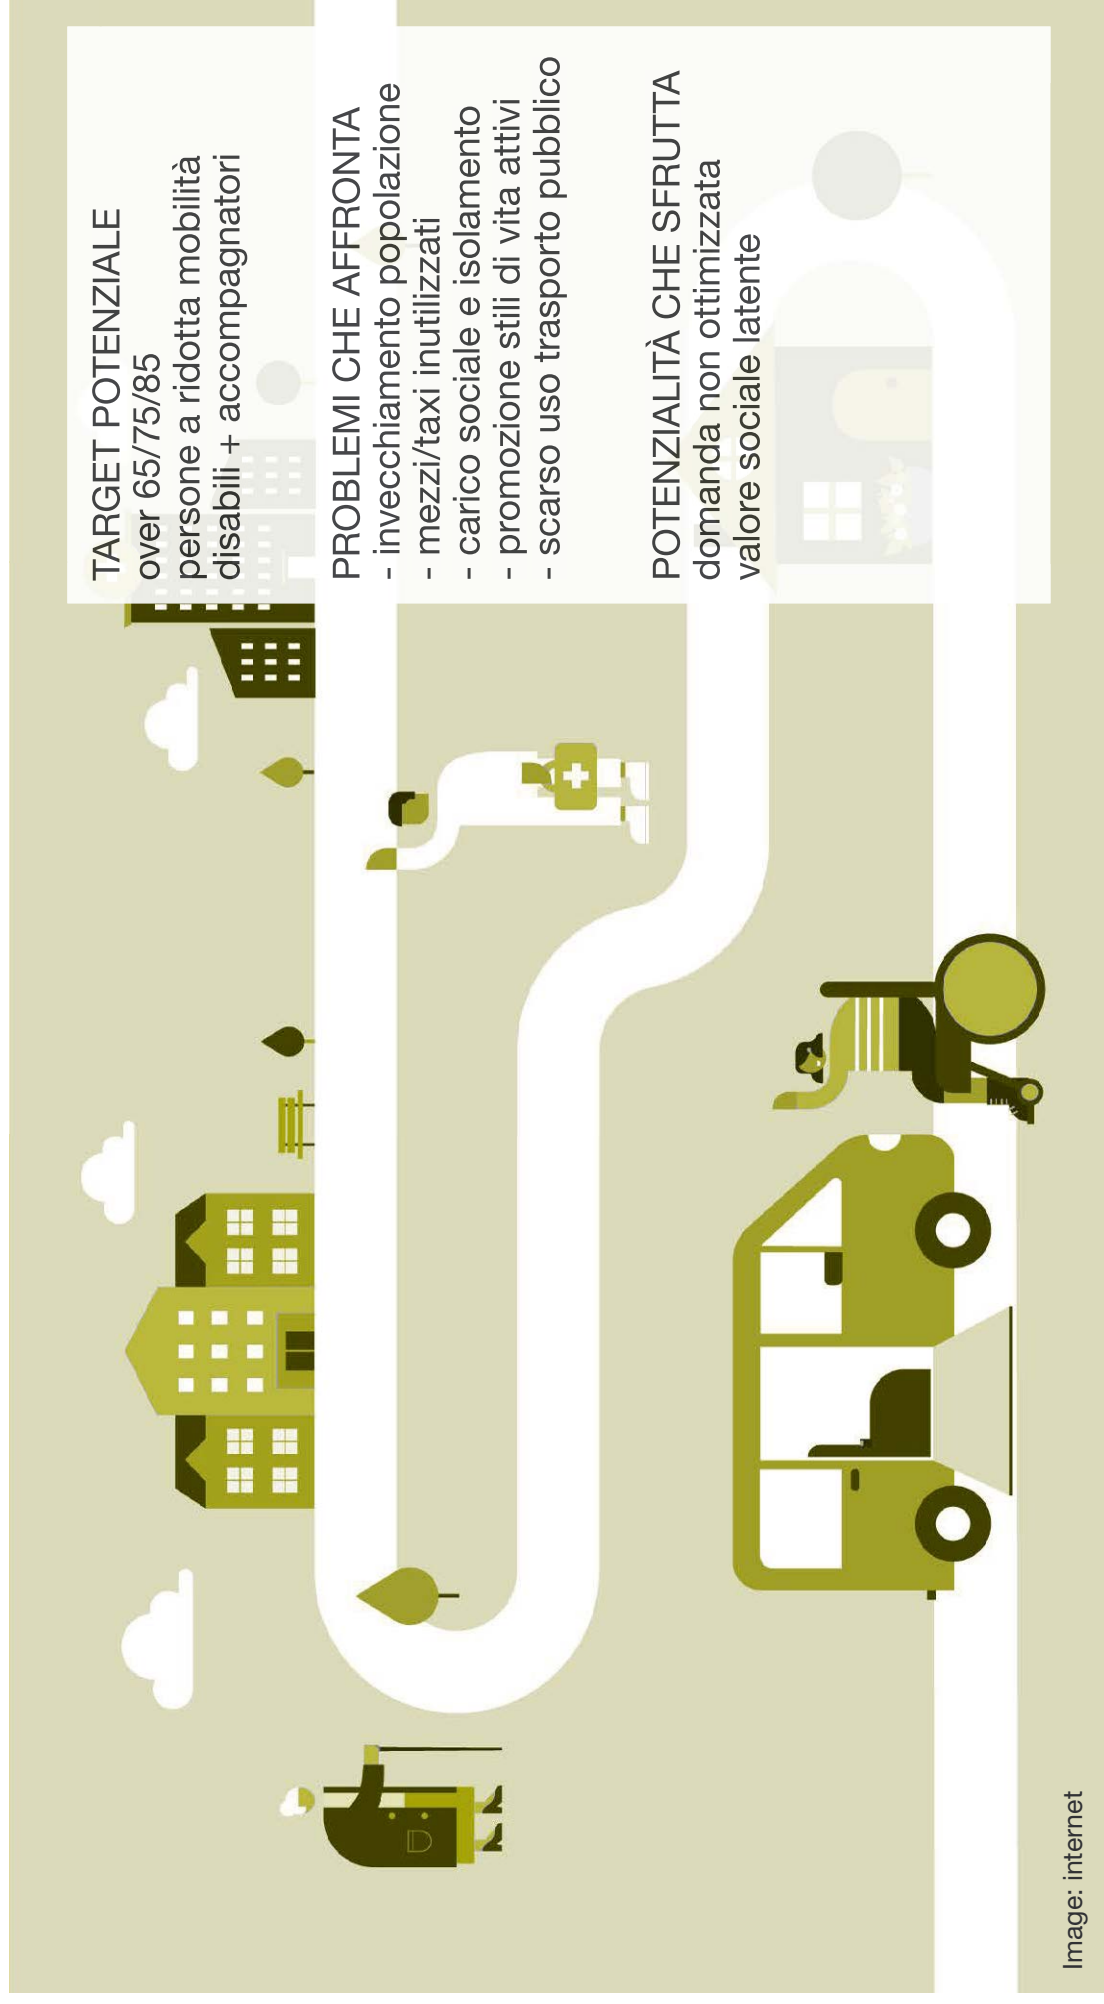 TARGET POTENZIALE
over 65/75/85
persone a ridotta mobilità
disabili + accompagnatori
PROBLEMI CHE AFFRONTA
- invecchiamento popolazione
- mezzi/taxi inutilizzati
- carico sociale e isolamento
- promozione stili di vita attivi
- scarso uso trasporto pubblico
POTENZIALITÀ CHE SFRUTTA
domanda non ottimizzata
valore sociale latente
Image: internet